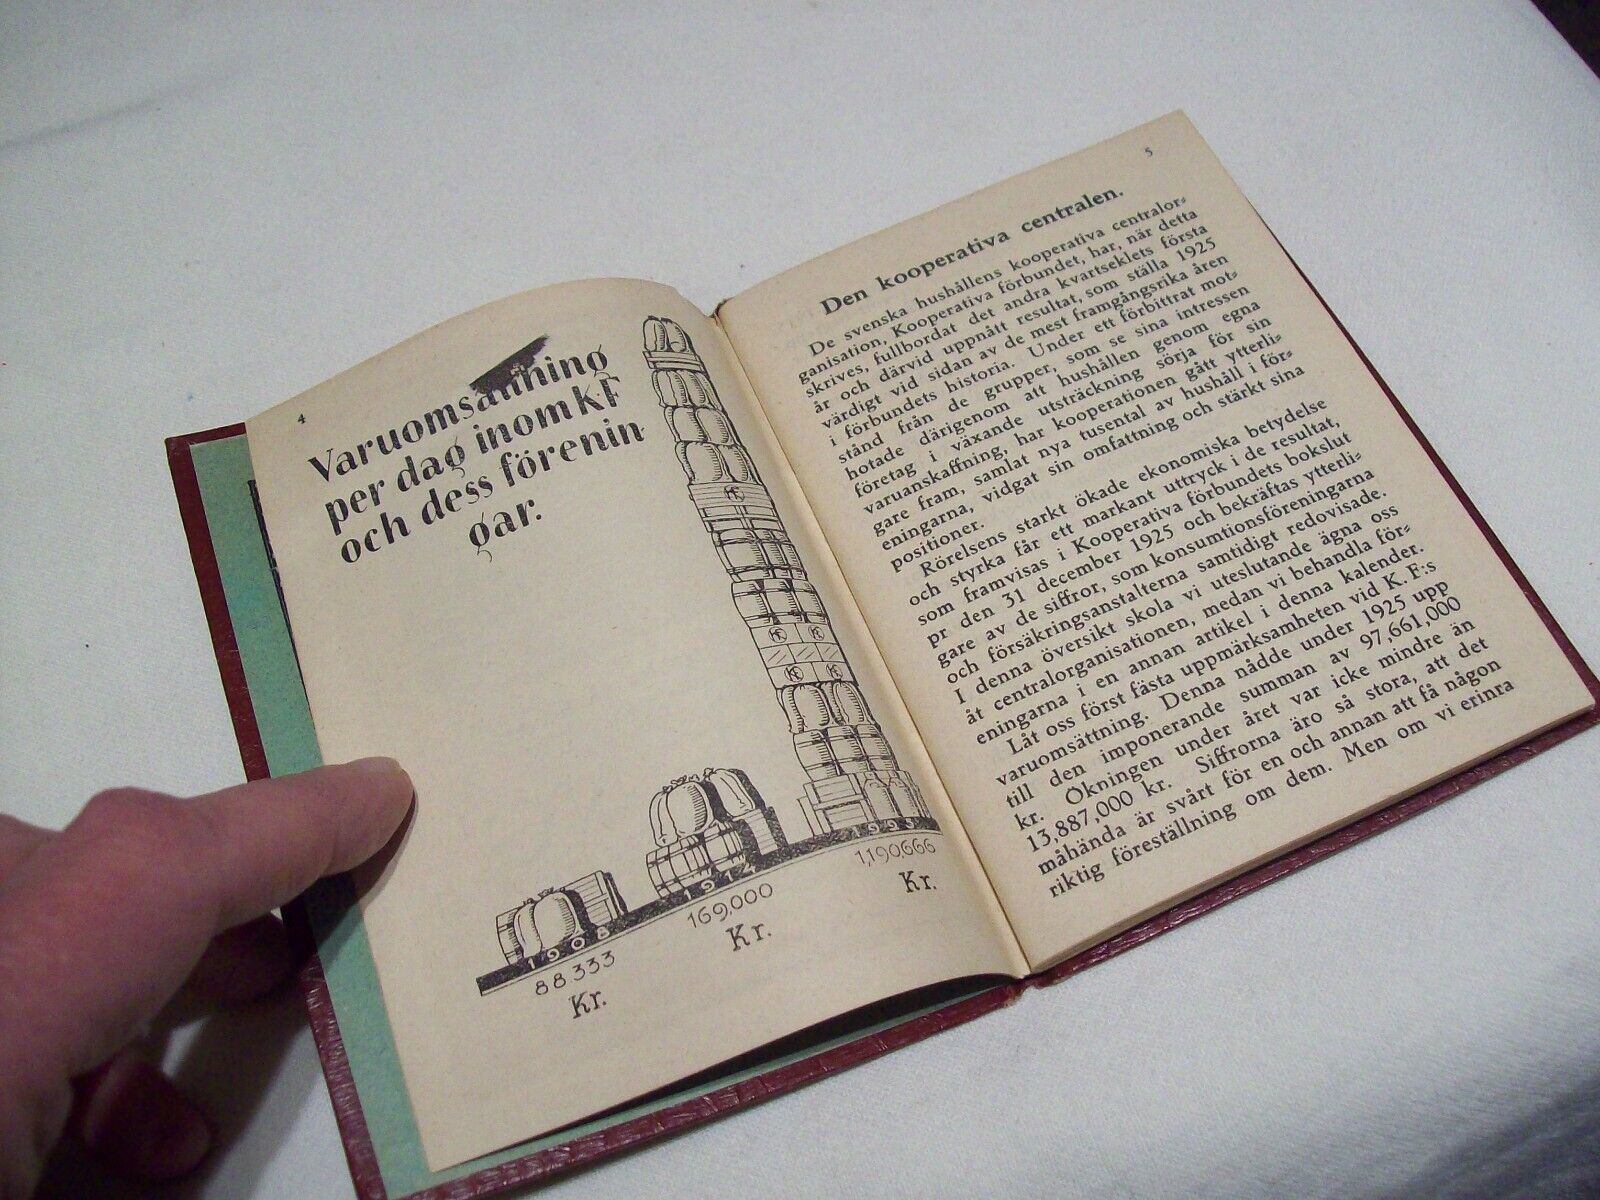 4
Varuomsättning
per dag inom K·F
och dess förenin
gar.
KF
KF
KF
KF
1908
1914
88.333
Kr.
169,000
Kr.
1,190,666
Kr.
5
Den kooperativa centralen.
De svenska hushållens kooperativa centralor-
ganisation, Kooperativa förbundet, har, när detta
skrives, fullbordat det andra kvartseklets första
år och därvid uppnått resultat, som ställa 1925
värdigt vid sidan av de mest framgångsrika åren
i förbundets historia. Under ett förbittrat mot-
stånd från de grupper, som se sina intressen
hotade därigenom att hushållen genom egna
företag i växande utsträckning sörja för sin
varuanskaffning, har kooperationen gått ytterli-
gare fram, samlat nya tusental av hushåll i för-
eningarna, vidgat sin omfattning och stärkt sina
positioner.
Rörelsens starkt ökade ekonomiska betydelse
och styrka får ett markant uttryck i de resultat,
som framvisas i Kooperativa förbundets bokslut
pr den 31 december 1925 och bekräftas ytterli-
gare av de siffror, som konsumtionsföreningarna
och försäkringsanstalterna samtidigt redovisade.
I denna översikt skola vi uteslutande ägna oss
åt centralorganisationen, medan vi behandla för-
eningarna i en annan artikel i denna kalender.
Låt oss först fästa uppmärksamheten vid K. F:s
varuomsättning. Denna nådde under 1925 upp
till den imponerande summan av 97,661,000
kr. Ökningen under året var icke mindre än
13,887,000 kr. Siffrorna äro så stora, att det
måhända är svårt för en och annan att få någon
riktig föreställning om dem. Men om vi erinra